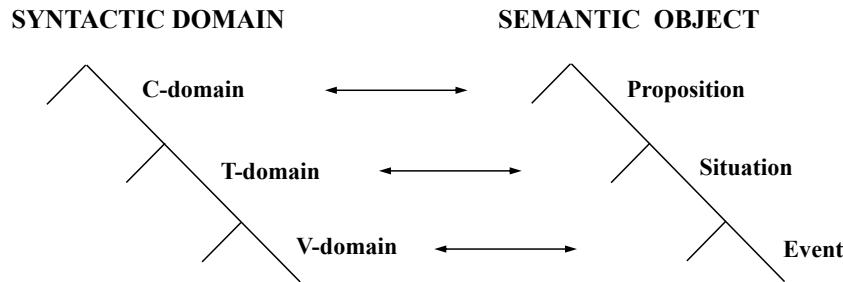 SYNTACTIC DOMAIN SEMANTIC OBJECT
C-domain Proposition
T-domain Situation
V-domain Event